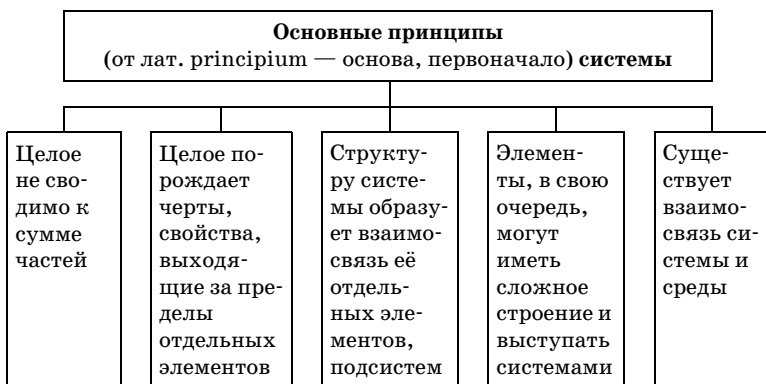 Основные принципы
(от лат. principium — основа, первоначало) системы
Целое
не сво-
димо к
сумме
частей
Целое по-
рождает
черты,
свойства,
выходя-
щие за пре-
делы
отдельных
элементов
Структу-
ру систе-
мы образу-
ет взаимо-
связь её
отдель-
ных эле-
ментов,
подсистем
Элемен-
ты, в свою
очередь,
могут
иметь
сложное
строение и
выступать
системами
Суще-
ствует
взаимо-
связь си-
стемы и
среды